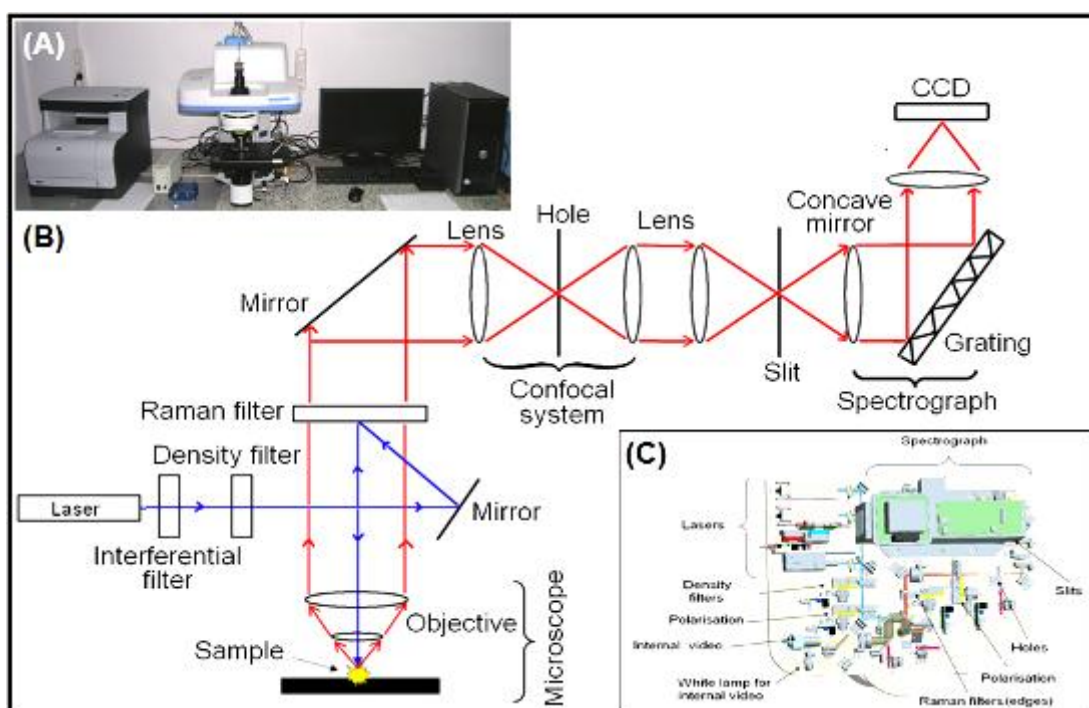 (A)
CCD
(B)
Lens
Hole
Lens
Concave
mirror
Mirror
Grating
Slit
Confocal
system
Spectrograph
Raman filter
Density filter
Laser
Mirror
Interferential
filter
Objective
Sample
Microscope
(C)
Spectrograph
Lasers
Density
filters
Polarisation
Internal video
White lamp for
internal video
Slits
Holes
Polarisation
Raman filters (edges)